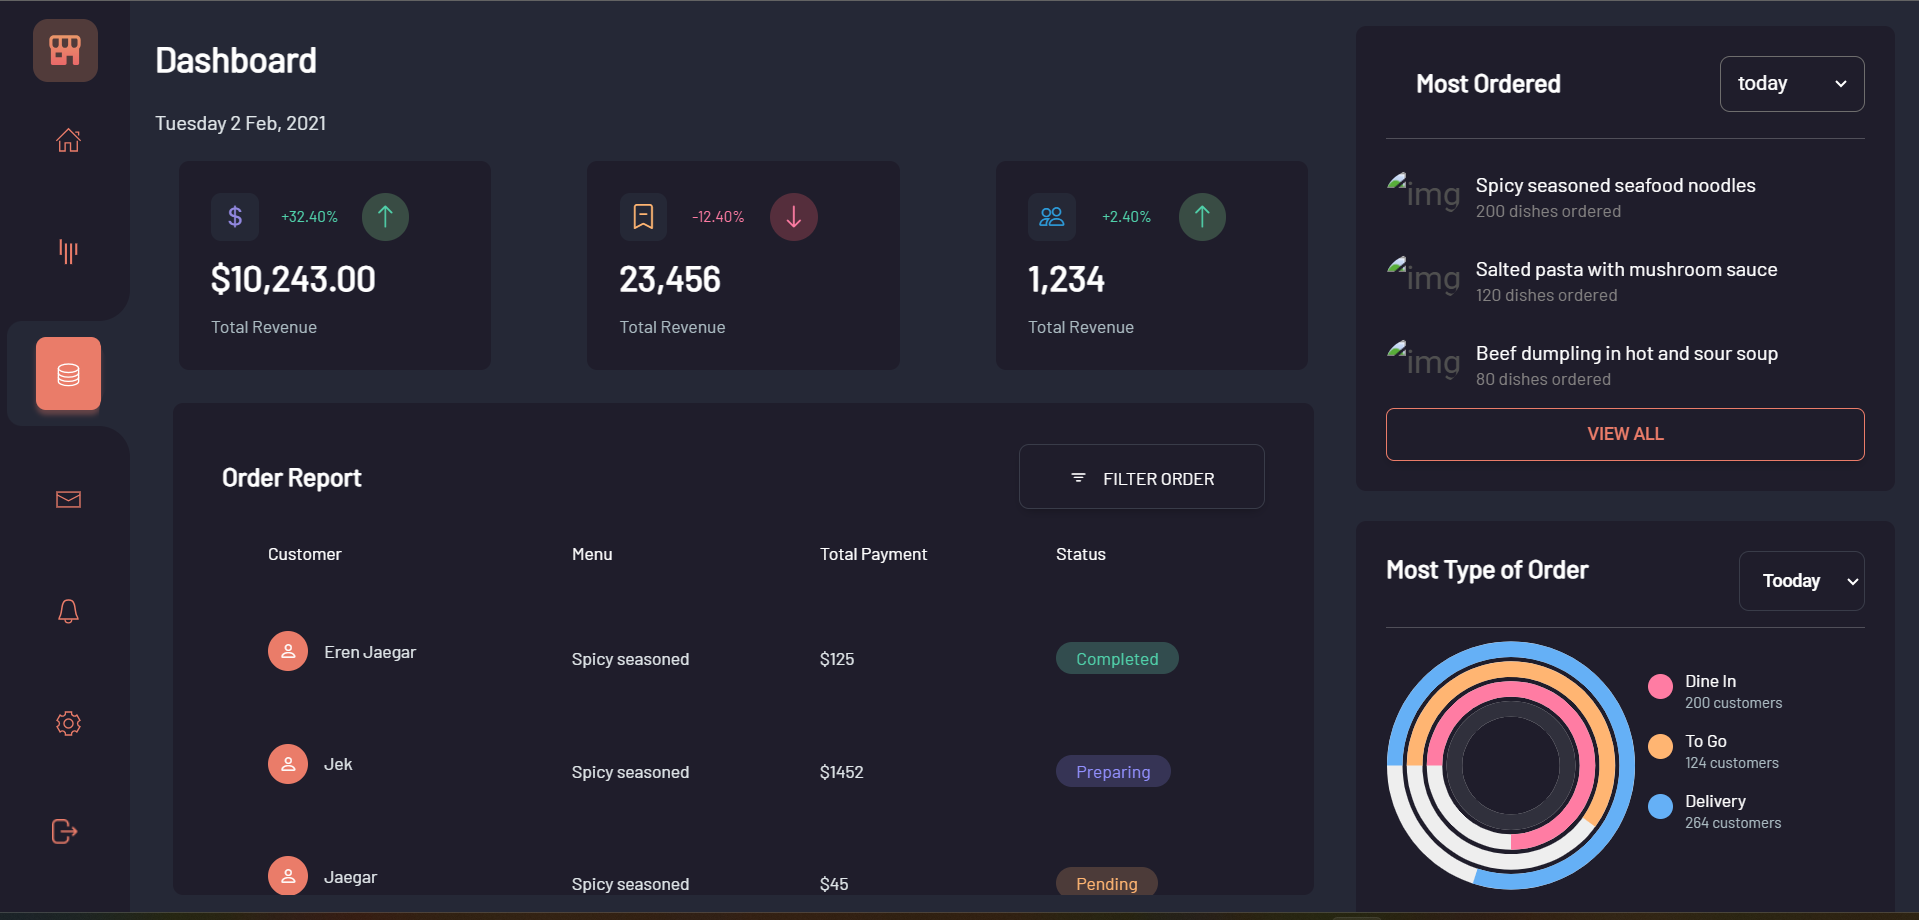 Dashboard
Tuesday 2 Feb, 2021
$ +32.40%
$10,243.00
Total Revenue
-12.40%
23,456
Total Revenue
+2.40%
1,234
Total Revenue
Order Report
FILTER ORDER
Customer Menu Total Payment Status
Eren Jaegar Spicy seasoned $125 Completed
Jek Spicy seasoned $1452 Preparing
Jaegar Spicy seasoned $45 Pending
Most Ordered
today
img
Spicy seasoned seafood noodles
200 dishes ordered
img
Salted pasta with mushroom sauce
120 dishes ordered
img
Beef dumpling in hot and sour soup
80 dishes ordered
VIEW ALL
Most Type of Order
Tooday
Dine In
200 customers
To Go
124 customers
Delivery
264 customers